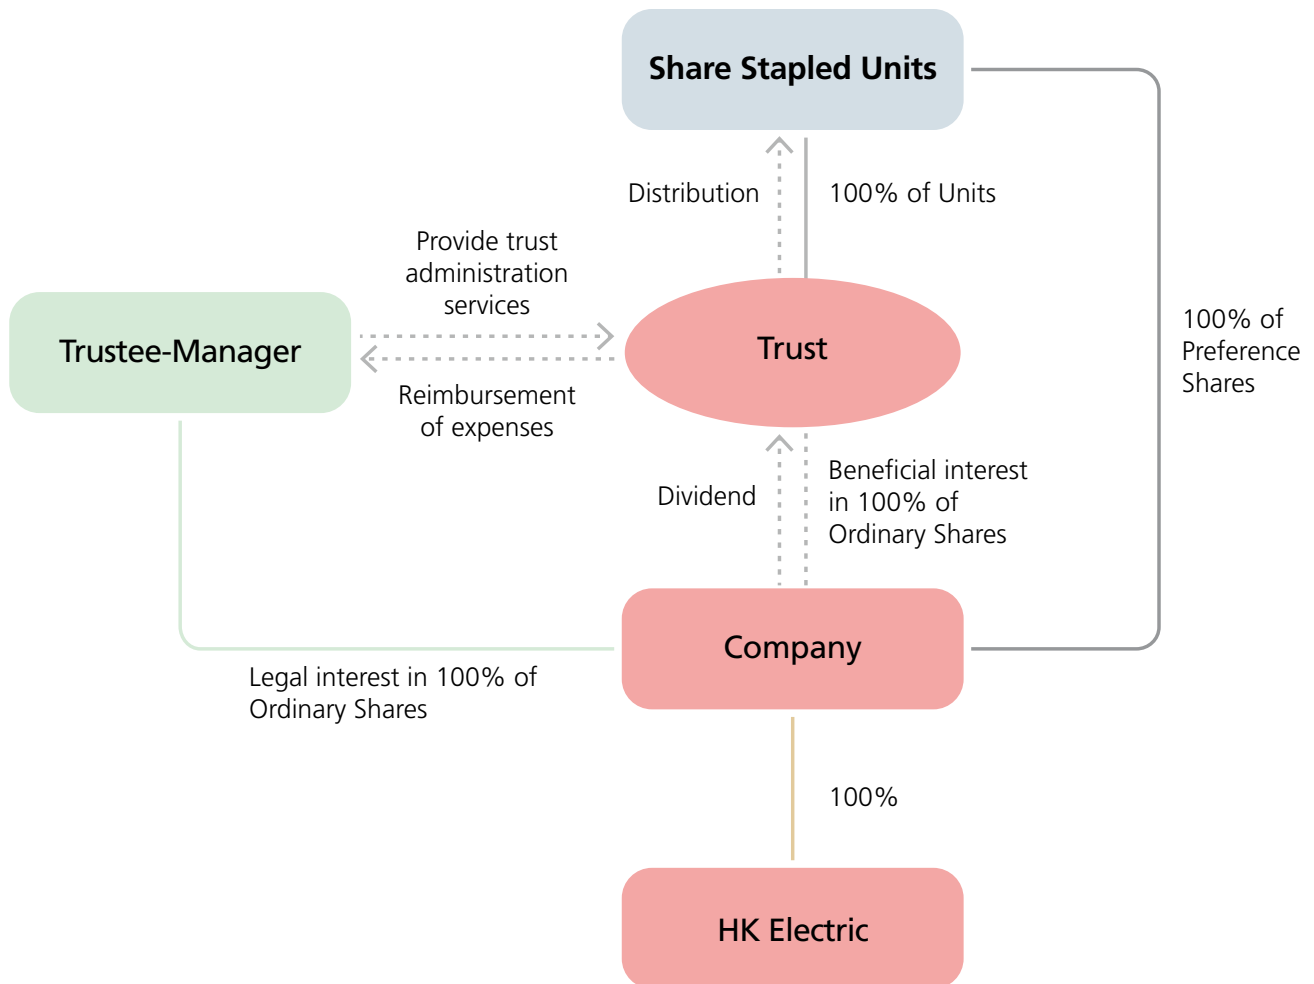 Share Stapled Units
Distribution
100% of Units
Provide trust
administration
services
Trustee-Manager
Trust
100% of
Preference
Shares
Reimbursement
of expenses
Dividend
Beneficial interest
in 100% of
Ordinary Shares
Company
Legal interest in 100% of
Ordinary Shares
100%
HK Electric